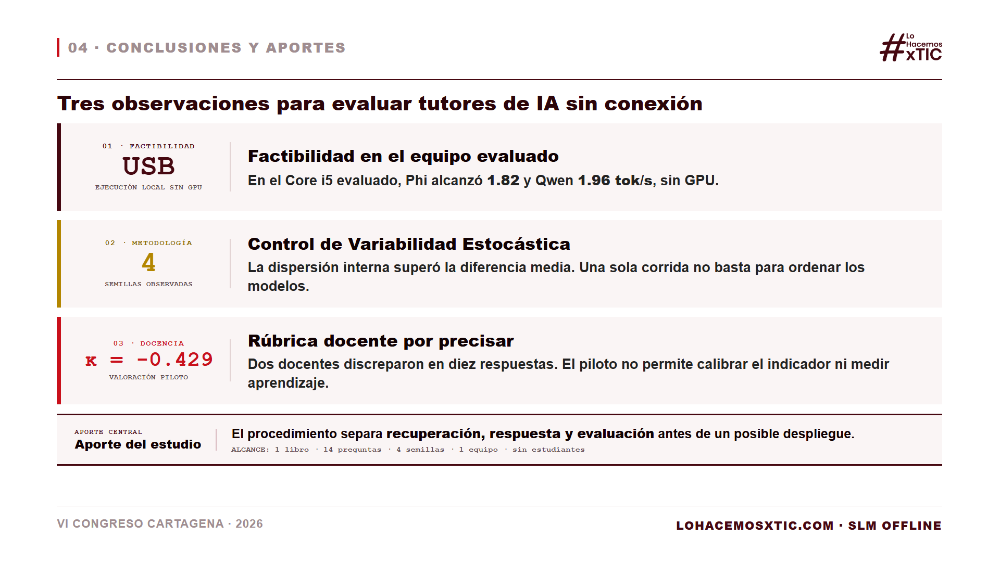 04 · CONCLUSIONES Y APORTES
#Lo Hacemos xTIC
Tres observaciones para evaluar tutores de IA sin conexión
01 · FACTIBILIDAD
USB
EJECUCIÓN LOCAL SIN GPU
Factibilidad en el equipo evaluado
En el Core i5 evaluado, Phi alcanzó 1.82 y Qwen 1.96 tok/s, sin GPU.
02 · METODOLOGÍA
4
SEMILLAS OBSERVADAS
Control de Variabilidad Estocástica
La dispersión interna superó la diferencia media. Una sola corrida no basta para ordenar los
modelos.
03 · DOCENCIA
κ = −0.429
VALORACIÓN PILOTO
Rúbrica docente por precisar
Dos docentes discreparon en diez respuestas. El piloto no permite calibrar el indicador ni medir
aprendizaje.
APORTE CENTRAL
Aporte del estudio
El procedimiento separa recuperación, respuesta y evaluación antes de un posible despliegue.
ALCANCE: 1 libro · 14 preguntas · 4 semillas · 1 equipo · sin estudiantes
VI CONGRESO CARTAGENA · 2026
LOHACEMOSXTIC.COM · SLM OFFLINE